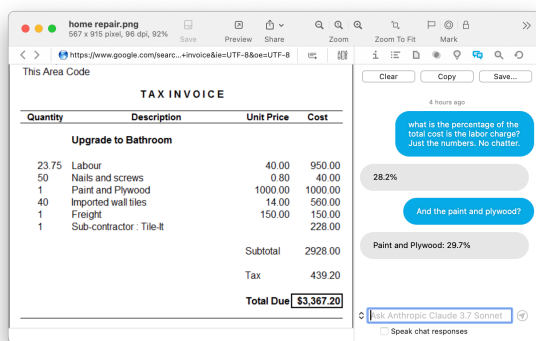 home repair.png
567 x 915 pixel, 96 dpi, 92%
Save
Preview
Share
Zoom
Zoom To Fit
Mark
https://www.google.com/searc...+invoice&ie=UTF-8&oe=UTF-8
This Area Code
TAX INVOICE
Quantity Description Unit Price Cost
Upgrade to Bathroom
23.75 Labour 40.00 950.00
50 Nails and screws 0.80 40.00
1 Paint and Plywood 1000.00 1000.00
40 Imported wall tiles 14.00 560.00
1 Freight 150.00 150.00
1 Sub-contractor : Tile-It 228.00
Subtotal 2928.00
Tax 439.20
Total Due $3,367.20
Clear
Copy
Save...
4 hours ago
what is the percentage of the
total cost is the labor charge?
Just the numbers. No chatter.
28.2%
And the paint and plywood?
Paint and Plywood: 29.7%
Ask Anthropic Claude 3.7 Sonnet
Speak chat responses